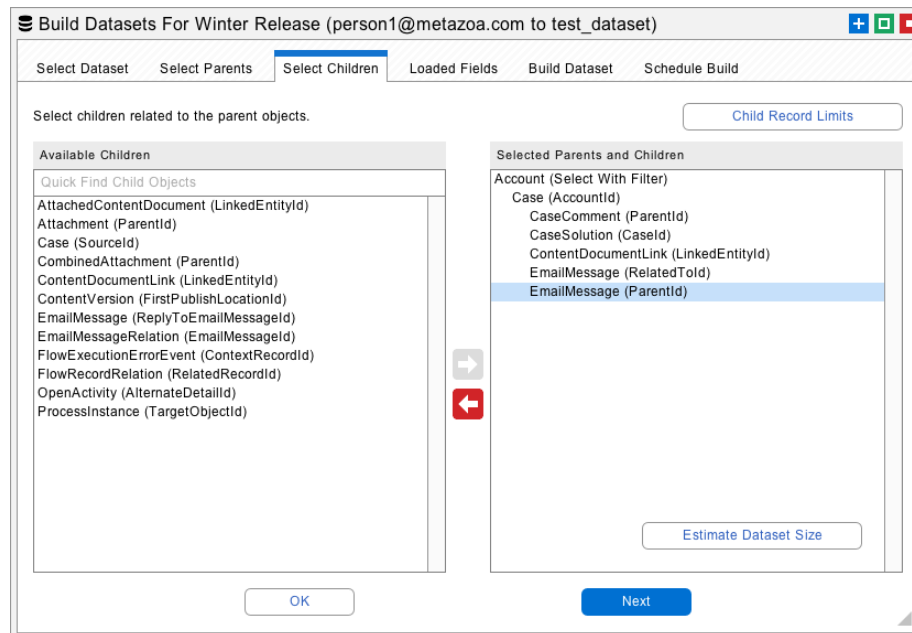 Build Datasets For Winter Release (person1@metazoa.com to test_dataset)
Select Dataset Select Parents Select Children Loaded Fields Build Dataset Schedule Build
Select children related to the parent objects.
Child Record Limits
Available Children
Quick Find Child Objects
AttachedContentDocument (LinkedEntityId)
Attachment (ParentId)
Case (SourceId)
CombinedAttachment (ParentId)
ContentDocumentLink (LinkedEntityId)
ContentVersion (FirstPublishLocationId)
EmailMessage (ReplyToEmailMessageId)
EmailMessageRelation (EmailMessageId)
FlowExecutionErrorEvent (ContextRecordId)
FlowRecordRelation (RelatedRecordId)
OpenActivity (AlternateDetailId)
ProcessInstance (TargetObjectId)
Selected Parents and Children
Account (Select With Filter)
Case (AccountId)
CaseComment (ParentId)
CaseSolution (CaseId)
ContentDocumentLink (LinkedEntityId)
EmailMessage (RelatedToId)
EmailMessage (ParentId)
Estimate Dataset Size
OK
Next